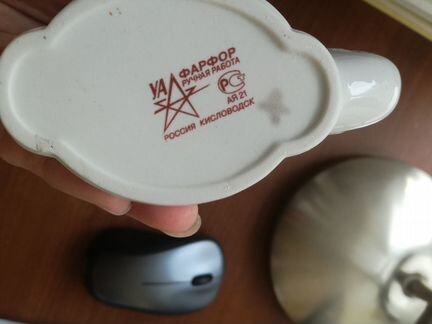 УА ФАРФОР
РУЧНАЯ РАБОТА
РС
АЯ 21
РОССИЯ КИСЛОВОДСК